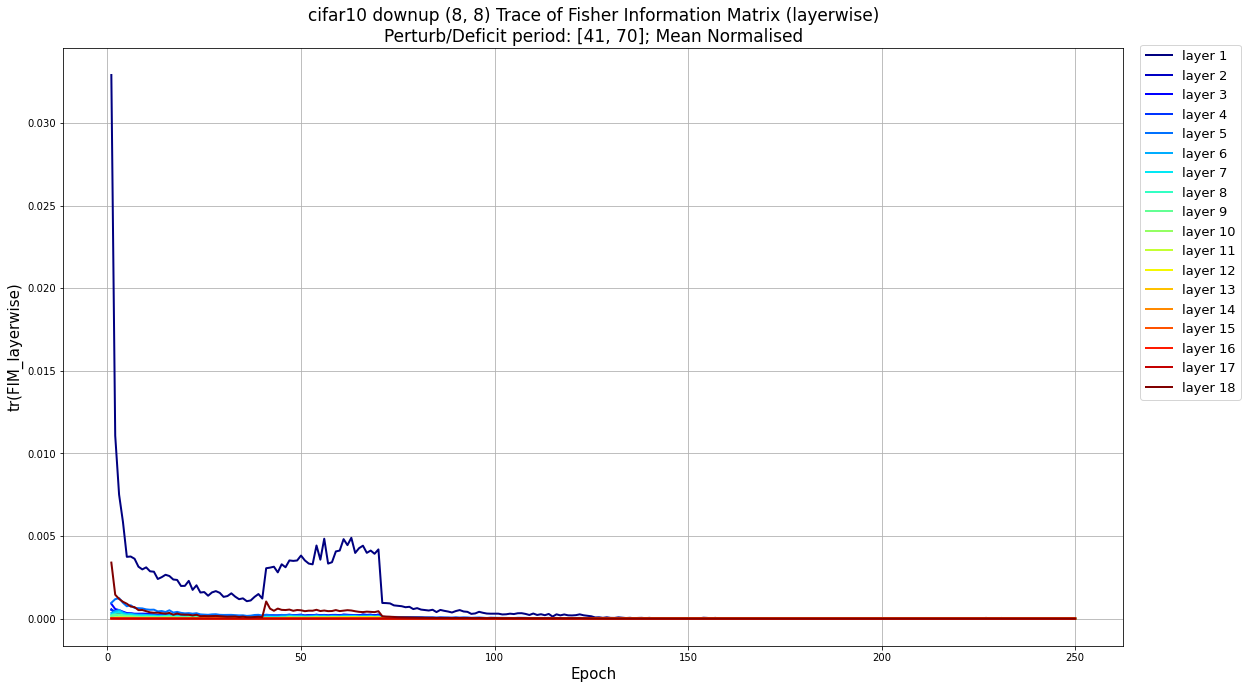 cifar10 downup (8, 8) Trace of Fisher Information Matrix (layerwise)
Perturb/Deficit period: [41, 70]; Mean Normalised
tr(FIM_layerwise)
0.030
0.025
0.020
0.015
0.010
0.005
0.000
0
50
100
150
200
250
Epoch
layer 1
layer 2
layer 3
layer 4
layer 5
layer 6
layer 7
layer 8
layer 9
layer 10
layer 11
layer 12
layer 13
layer 14
layer 15
layer 16
layer 17
layer 18